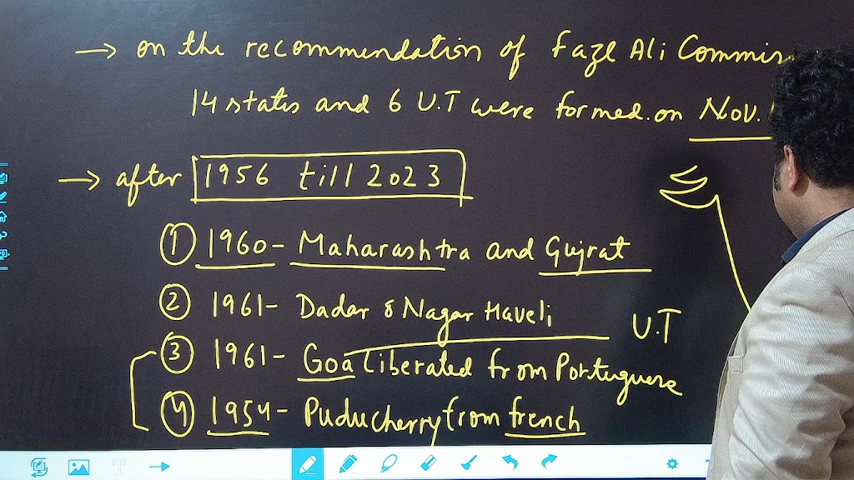 → on the recommendation of Fazl Ali
14 states and 6 U.T were formed. on Nov.
→ after 1956 till 2023
① 1960- Maharashtra and Gujrat
② 1961- Dadar & Nagar Haveli U.T
③ 1961- Goa liberated from Portuguese
④ 1954- Puducherry from french